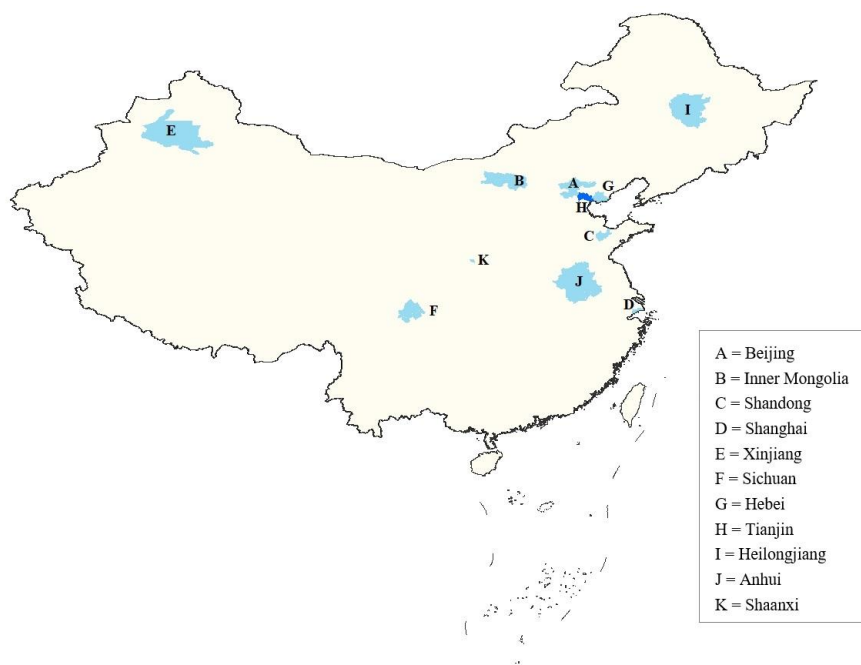 I
E
B
A
G
H
C
K
J
F
D
A = Beijing
B = Inner Mongolia
C = Shandong
D = Shanghai
E = Xinjiang
F = Sichuan
G = Hebei
H = Tianjin
I = Heilongjiang
J = Anhui
K = Shaanxi